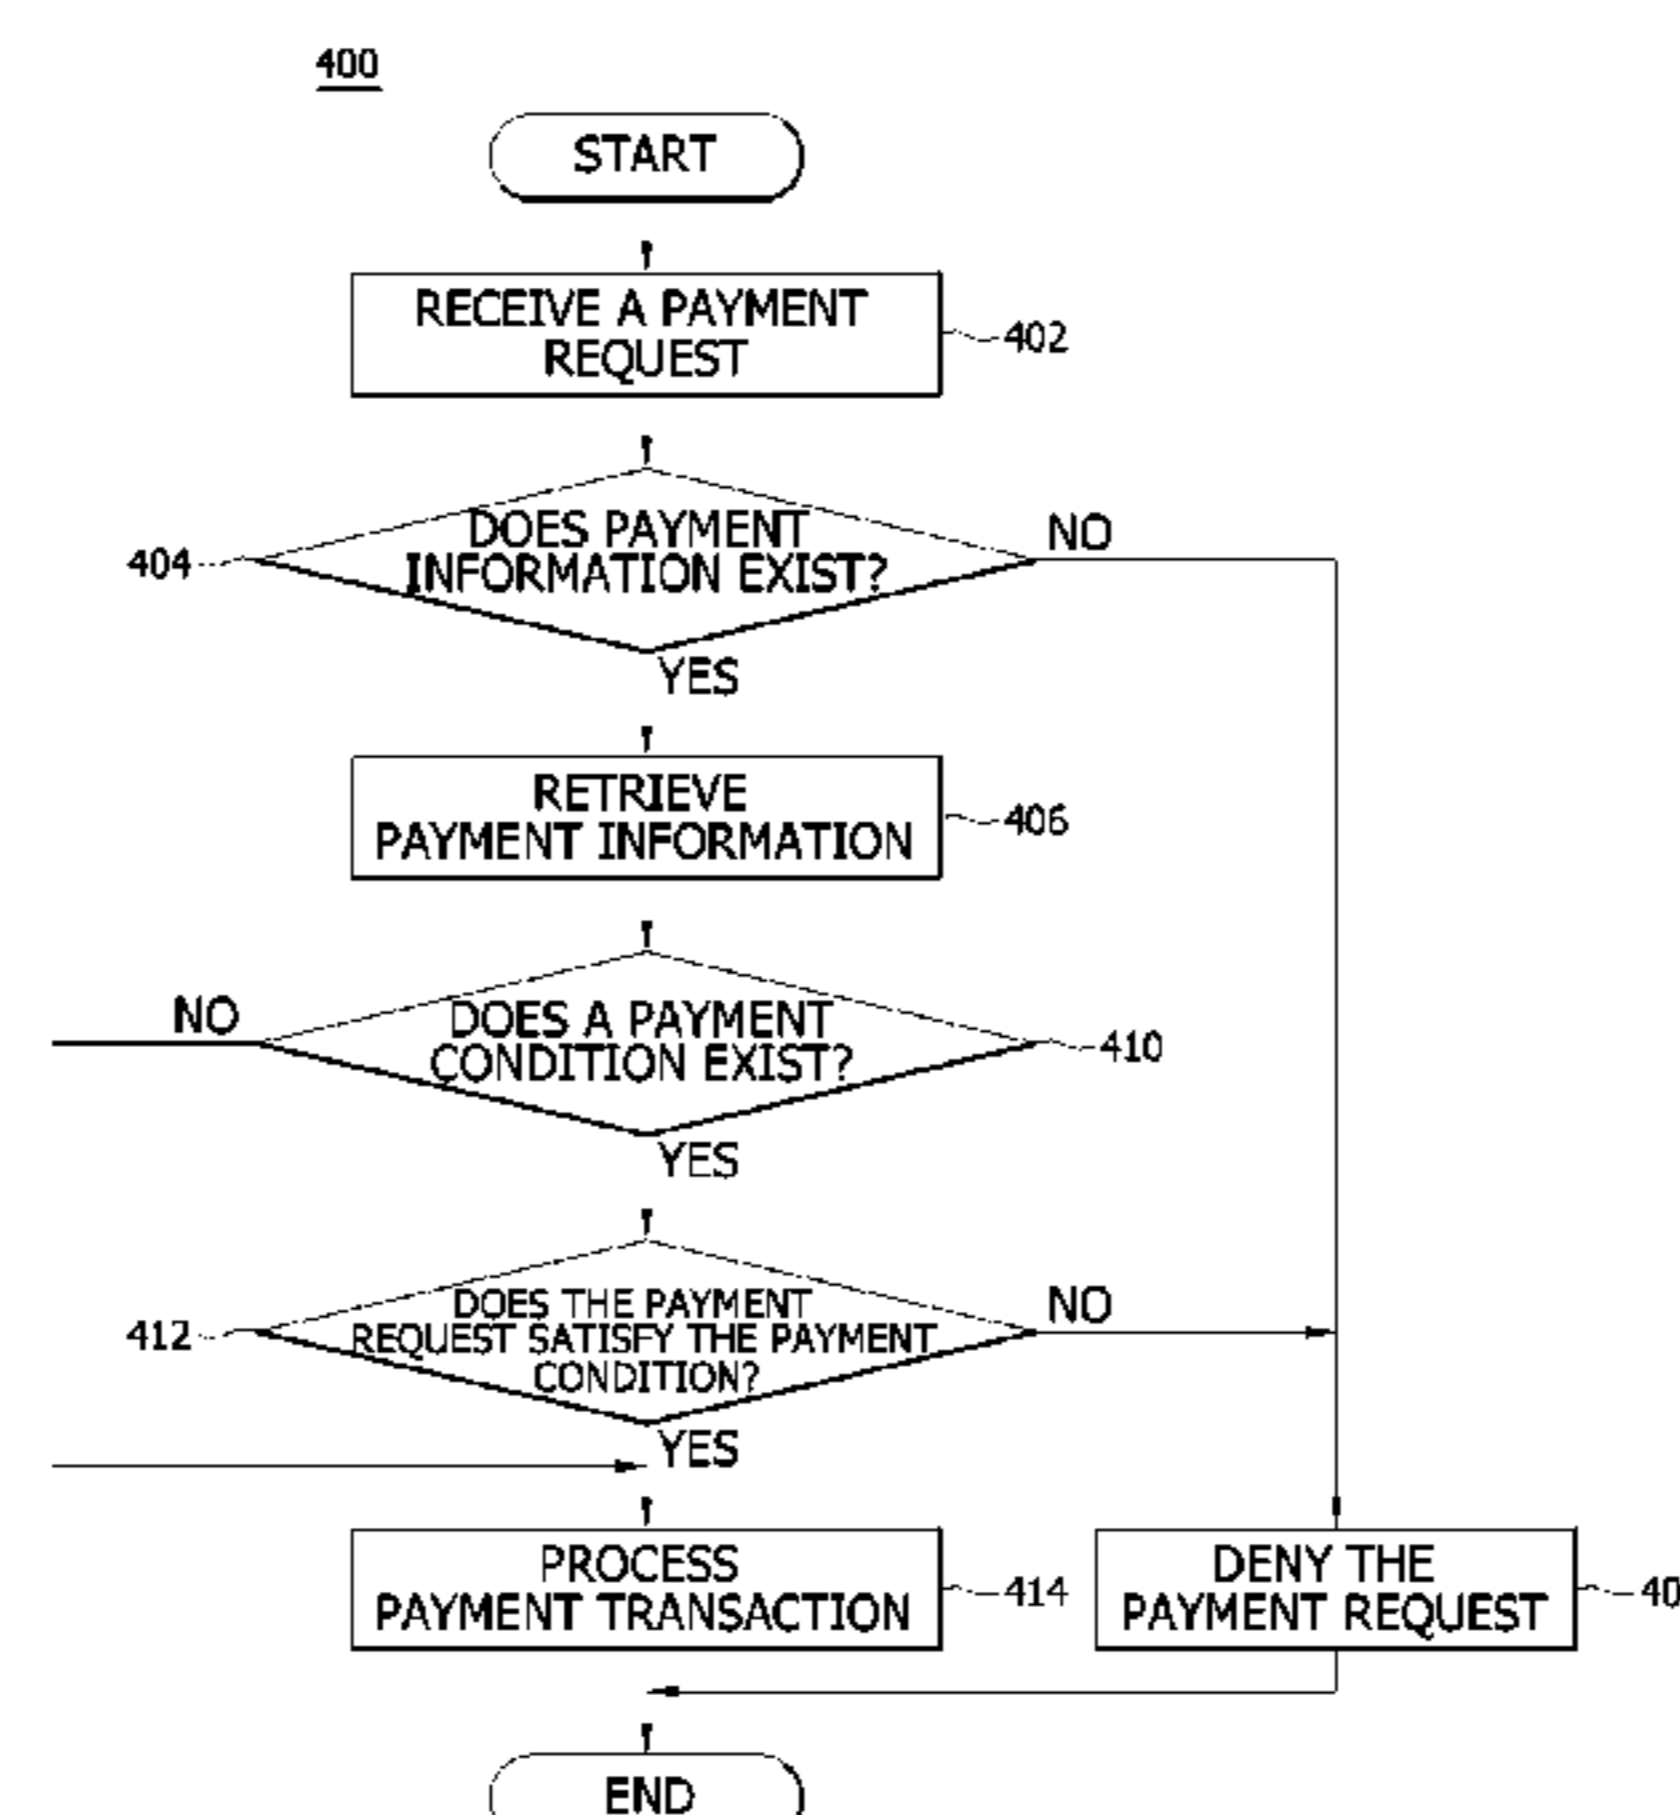 400
START
RECEIVE A PAYMENT
REQUEST
402
DOES PAYMENT
INFORMATION EXIST?
404
NO
YES
RETRIEVE
PAYMENT INFORMATION
406
DOES A PAYMENT
CONDITION EXIST?
NO
410
YES
DOES THE PAYMENT
REQUEST SATISFY THE PAYMENT
CONDITION?
412
NO
YES
PROCESS
PAYMENT TRANSACTION
414
DENY THE
PAYMENT REQUEST
40
END